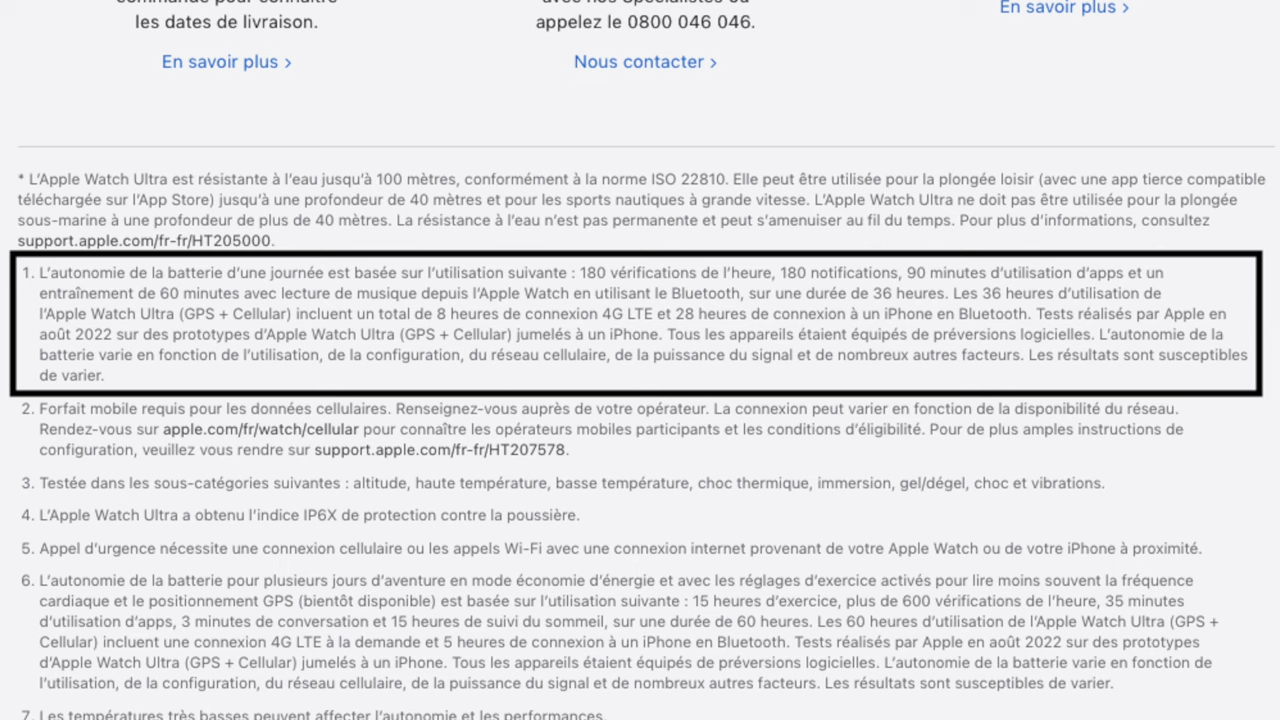 commande pour connaître
les dates de livraison.
En savoir plus >
avec nos Spécialistes ou
appelez le 0800 046 046.
Nous contacter >
En savoir plus >
* L’Apple Watch Ultra est résistante à l’eau jusqu’à 100 mètres, conformément à la norme ISO 22810. Elle peut être utilisée pour la plongée loisir (avec une app tierce compatible
téléchargée sur l’App Store) jusqu’à une profondeur de 40 mètres et pour les sports nautiques à grande vitesse. L’Apple Watch Ultra ne doit pas être utilisée pour la plongée
sous-marine à une profondeur de plus de 40 mètres. La résistance à l’eau n’est pas permanente et peut s’amenuiser au fil du temps. Pour plus d’informations, consultez
support.apple.com/fr-fr/HT205000.
1. L’autonomie de la batterie d’une journée est basée sur l’utilisation suivante : 180 vérifications de l’heure, 180 notifications, 90 minutes d’utilisation d’apps et un
entraînement de 60 minutes avec lecture de musique depuis l’Apple Watch en utilisant le Bluetooth, sur une durée de 36 heures. Les 36 heures d’utilisation de
l’Apple Watch Ultra (GPS + Cellular) incluent un total de 8 heures de connexion 4G LTE et 28 heures de connexion à un iPhone en Bluetooth. Tests réalisés par Apple en
août 2022 sur des prototypes d’Apple Watch Ultra (GPS + Cellular) jumelés à un iPhone. Tous les appareils étaient équipés de préversions logicielles. L’autonomie de la
batterie varie en fonction de l’utilisation, de la configuration, du réseau cellulaire, de la puissance du signal et de nombreux autres facteurs. Les résultats sont susceptibles
de varier.
2. Forfait mobile requis pour les données cellulaires. Renseignez-vous auprès de votre opérateur. La connexion peut varier en fonction de la disponibilité du réseau.
Rendez-vous sur apple.com/fr/watch/cellular pour connaître les opérateurs mobiles participants et les conditions d’éligibilité. Pour de plus amples instructions de
configuration, veuillez vous rendre sur support.apple.com/fr-fr/HT207578.
3. Testée dans les sous-catégories suivantes : altitude, haute température, basse température, choc thermique, immersion, gel/dégel, choc et vibrations.
4. L’Apple Watch Ultra a obtenu l’indice IP6X de protection contre la poussière.
5. Appel d’urgence nécessite une connexion cellulaire ou les appels Wi-Fi avec une connexion internet provenant de votre Apple Watch ou de votre iPhone à proximité.
6. L’autonomie de la batterie pour plusieurs jours d’aventure en mode économie d’énergie et avec les réglages d’exercice activés pour lire moins souvent la fréquence
cardiaque et le positionnement GPS (bientôt disponible) est basée sur l’utilisation suivante : 15 heures d’exercice, plus de 600 vérifications de l’heure, 35 minutes
d’utilisation d’apps, 3 minutes de conversation et 15 heures de suivi du sommeil, sur une durée de 60 heures. Les 60 heures d’utilisation de l’Apple Watch Ultra (GPS +
Cellular) incluent une connexion 4G LTE à la demande et 5 heures de connexion à un iPhone en Bluetooth. Tests réalisés par Apple en août 2022 sur des prototypes
d’Apple Watch Ultra (GPS + Cellular) jumelés à un iPhone. Tous les appareils étaient équipés de préversions logicielles. L’autonomie de la batterie varie en fonction de
l’utilisation, de la configuration, du réseau cellulaire, de la puissance du signal et de nombreux autres facteurs. Les résultats sont susceptibles de varier.
7. Les températures très basses peuvent affecter l’autonomie et les performances.